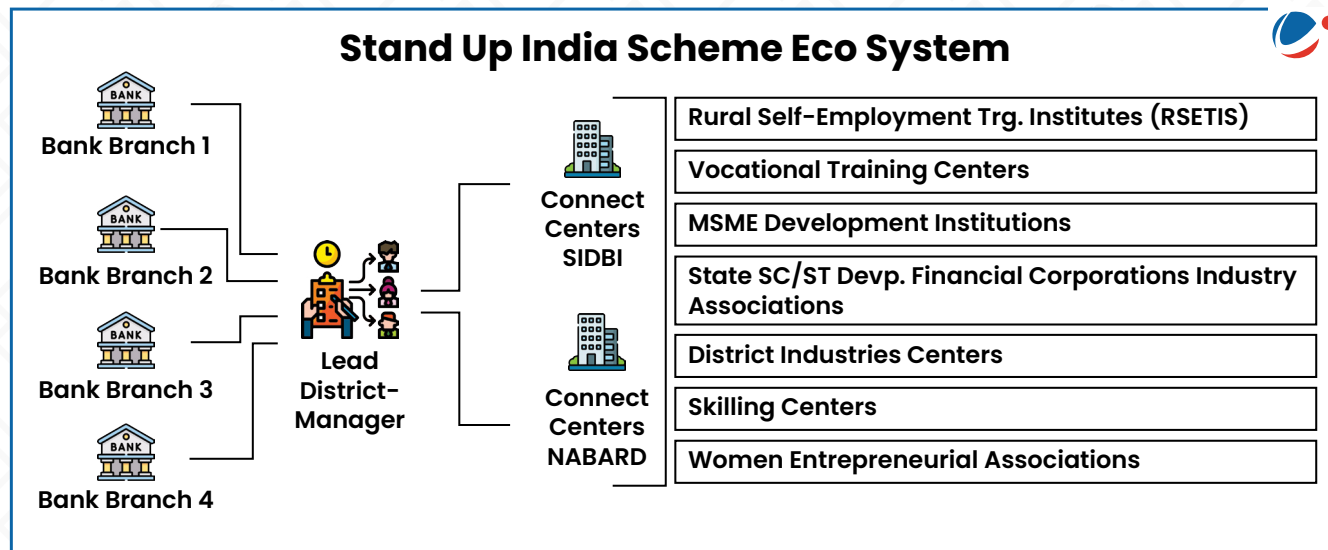 Stand Up India Scheme Eco System
BANK
Bank Branch 1
BANK
Bank Branch 2
BANK
Bank Branch 3
BANK
Bank Branch 4
Lead
District-
Manager
Connect
Centers
SIDBI
Connect
Centers
NABARD
Rural Self-Employment Trg. Institutes (RSETIS)
Vocational Training Centers
MSME Development Institutions
State SC/ST Devp. Financial Corporations Industry
Associations
District Industries Centers
Skilling Centers
Women Entrepreneurial Associations